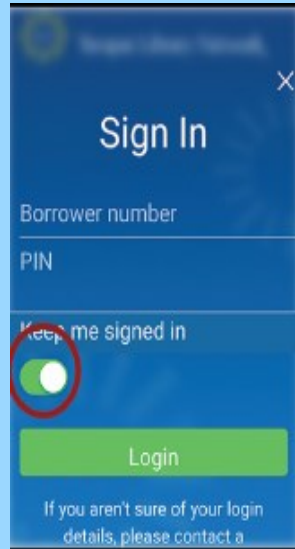 Sign In
Borrower number
PIN
Keep me signed in
Login
If you aren't sure of your login
details, please contact a